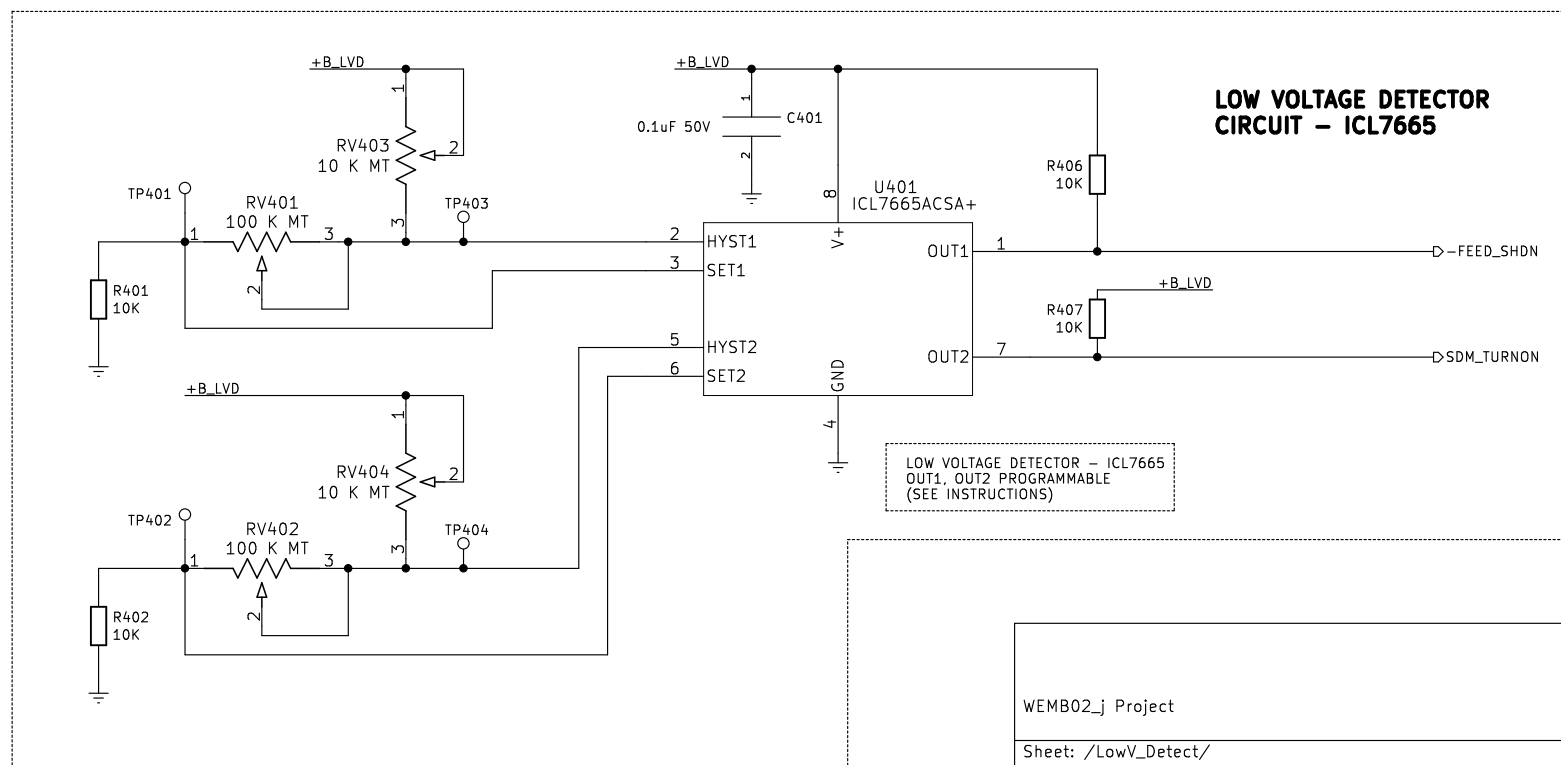 +B_LVD
1
RV403
10 K MT
2
3
TP401
RV401
100 K MT
1
3
2
TP403
R401
10K
+B_LVD
1
0.1uF 50V
C401
2
LOW VOLTAGE DETECTOR
CIRCUIT - ICL7665
R406
10K
8
U401
ICL7665ACSA+
V+
2
HYST1
3
SET1
5
HYST2
6
SET2
OUT1
1
-FEED_SHDN
+B_LVD
R407
10K
OUT2
7
SDM_TURNON
GND
4
+B_LVD
1
RV404
10 K MT
2
3
TP402
RV402
100 K MT
1
3
2
TP404
R402
10K
LOW VOLTAGE DETECTOR - ICL7665
OUT1, OUT2 PROGRAMMABLE
(SEE INSTRUCTIONS)
WEMB02_j Project
Sheet: /LowV_Detect/